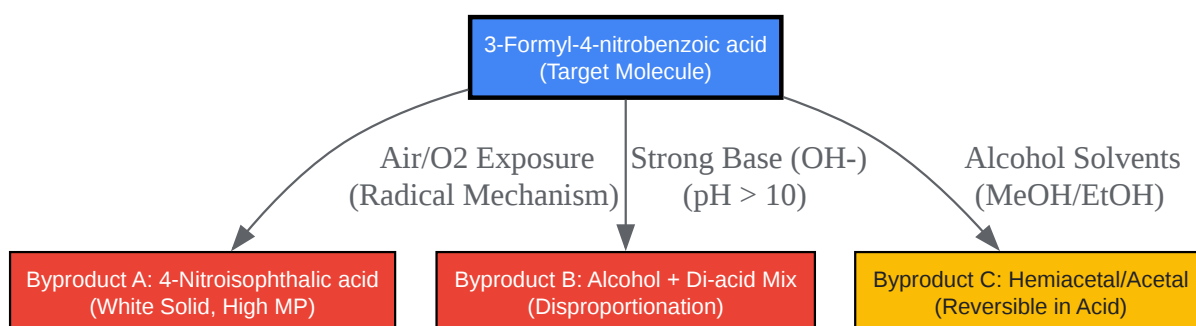 3-Formyl-4-nitrobenzoic acid
(Target Molecule)
Air/O2 Exposure
(Radical Mechanism)
Strong Base (OH-)
(pH > 10)
Alcohol Solvents
(MeOH/EtOH)
Byproduct A: 4-Nitroisophthalic acid
(White Solid, High MP)
Byproduct B: Alcohol + Di-acid Mix
(Disproportionation)
Byproduct C: Hemiacetal/Acetal
(Reversible in Acid)